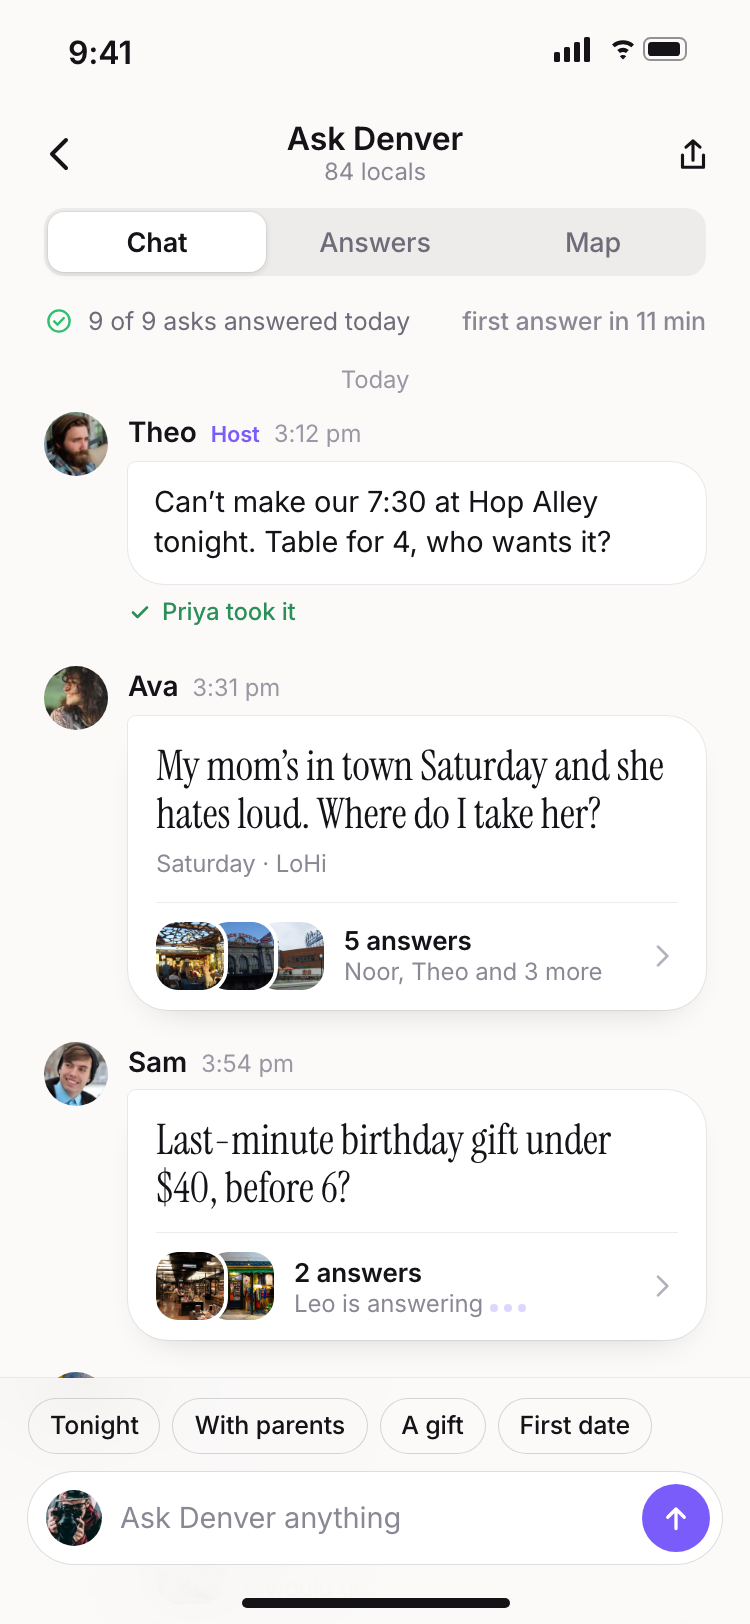 9:41
Ask Denver
84 locals
Chat
Answers
Map
9 of 9 asks answered today
first answer in 11 min
Today
Theo Host 3:12 pm
Can’t make our 7:30 at Hop Alley
tonight. Table for 4, who wants it?
Priya took it
Ava 3:31 pm
My mom’s in town Saturday and she
hates loud. Where do I take her?
Saturday · LoHi
5 answers
Noor, Theo and 3 more
Sam 3:54 pm
Last-minute birthday gift under
$40, before 6?
2 answers
Leo is answering
Tonight
With parents
A gift
First date
Ask Denver anything